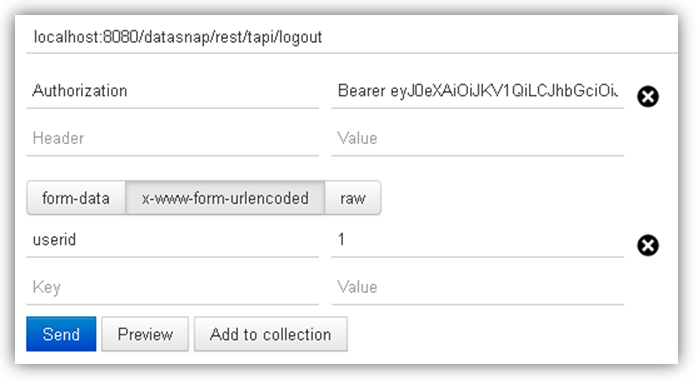 localhost:8080/datasnap/rest/tapi/logout
Authorization Bearer eyJ0eXAiOiJKV1QiLCJhbGciOiJ
Header Value
form-data x-www-form-urlencoded raw
userid 1
Key Value
Send Preview Add to collection